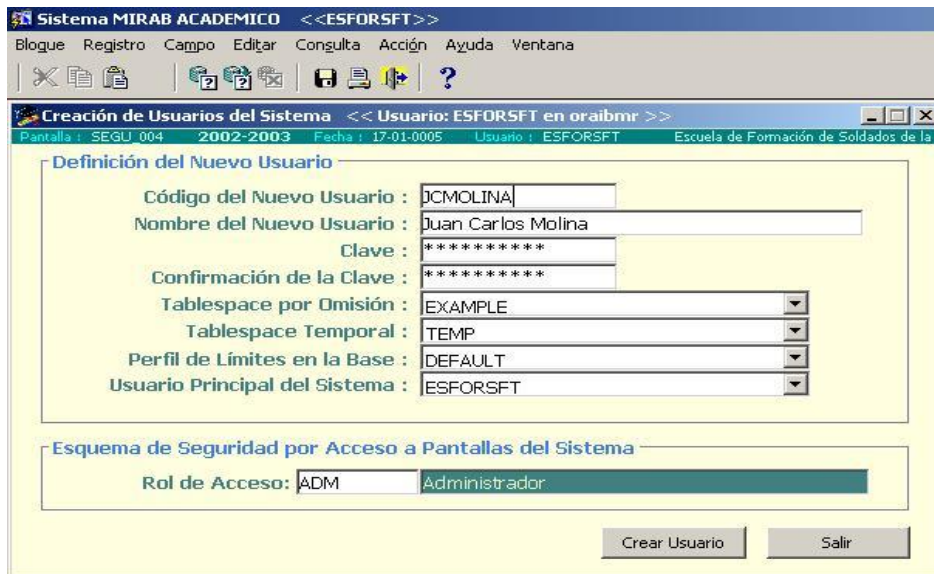 Sistema MIRAB ACADEMICO <<ESFORSFT>>
Bloque Registro Campo Editar Consulta Acción Ayuda Ventana
Creación de Usuarios del Sistema << Usuario: ESFORSFT en oraibmr >>
Pantalla : SEGU_004 2002-2003 Fecha : 17-01-0005 Usuario : ESFORSFT Escuela de Formación de Soldados de la
Definición del Nuevo Usuario
Código del Nuevo Usuario : JCMOLINA
Nombre del Nuevo Usuario : Juan Carlos Molina
Clave : **********
Confirmación de la Clave : **********
Tablespace por Omisión : EXAMPLE
Tablespace Temporal : TEMP
Perfil de Límites en la Base : DEFAULT
Usuario Principal del Sistema : ESFORSFT
Esquema de Seguridad por Acceso a Pantallas del Sistema
Rol de Acceso: ADM Administrador
Crear Usuario Salir